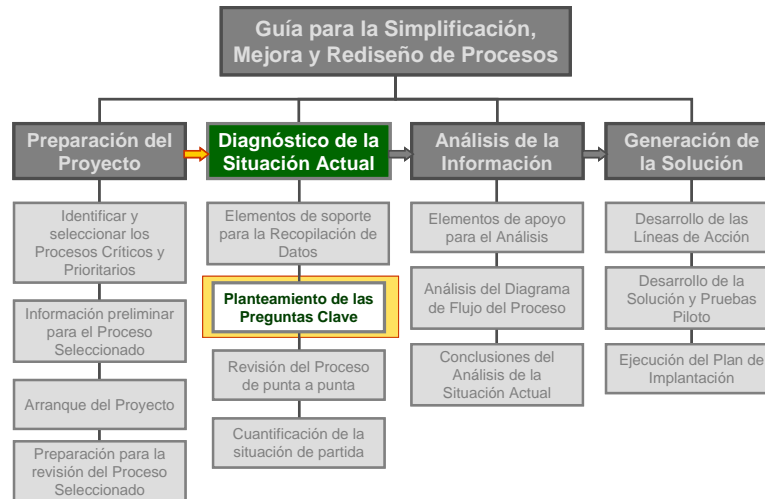 Guía para la Simplificación,
Mejora y Rediseño de Procesos
Preparación del
Proyecto
Diagnóstico de la
Situación Actual
Análisis de la
Información
Generación de
la Solución
Identificar y
seleccionar los
Procesos Críticos y
Prioritarios
Información preliminar
para el Proceso
Seleccionado
Arranque del Proyecto
Preparación para la
revisión del Proceso
Seleccionado
Elementos de soporte
para la Recopilación de
Datos
Planteamiento de las
Preguntas Clave
Revisión del Proceso
de punta a punta
Cuantificación de la
situación de partida
Elementos de apoyo
para el Análisis
Análisis del Diagrama
de Flujo del Proceso
Conclusiones del
Análisis de la
Situación Actual
Desarrollo de las
Líneas de Acción
Desarrollo de la
Solución y Pruebas
Piloto
Ejecución del Plan de
Implantación